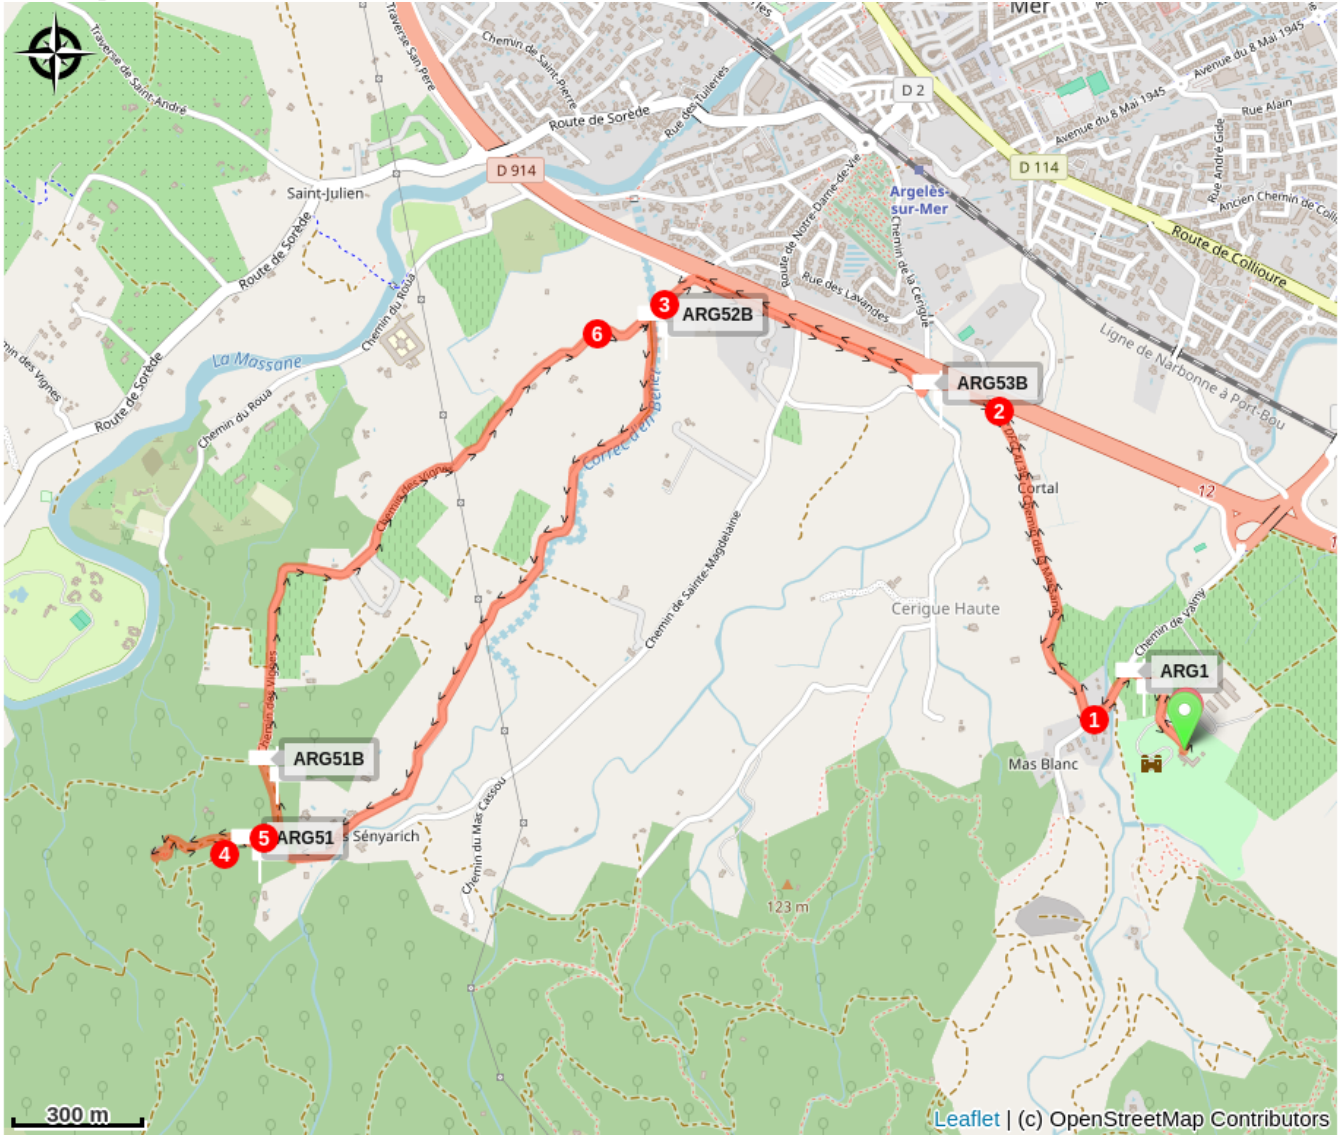 Mer
Traverse de Saint-André
Traverse San Pere
Chemin de Saint-Pierre
Rue des Tuileries
Route de Sorède
D 2
Avenue du 8 Mai 1945
Avenue du 8 Mai 1945
Rue Alain
Rue André Gide
D 914
D 114
Saint-Julien
Argelès-
sur-Mer
Route de Notre-Dame-de-Vie
Chemin de la Cerigue
Route de Collioure
Route de Sorède
Chemin du Roua
Rue des Lavandes
3
ARG52B
6
Ligne de Narbonne à Port-Bou
La Massane
Route de Sorède
Chemin du Roua
ARG53B
2
Correc d'en Berier
Chemin des Vignes
Cortal
12
Chemin de Sainte-Magdelaine
Cerigue Haute
Chemin de Valmy
ARG1
Chemin des Vignes
1
ARG51B
Mas Blanc
5
ARG51
s Sényarich
4
Chemin du Mas Cassou
123 m
300 m
Leaflet | (c) OpenStreetMap Contributors